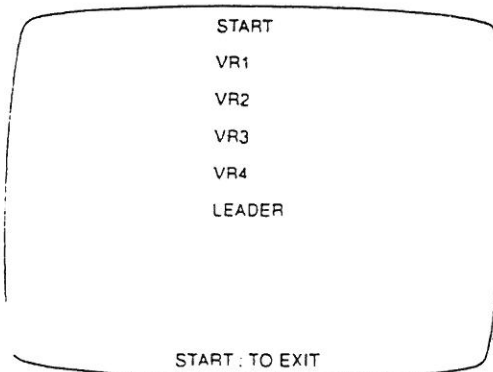 START
VR1
VR2
VR3
VR4
LEADER
START : TO EXIT